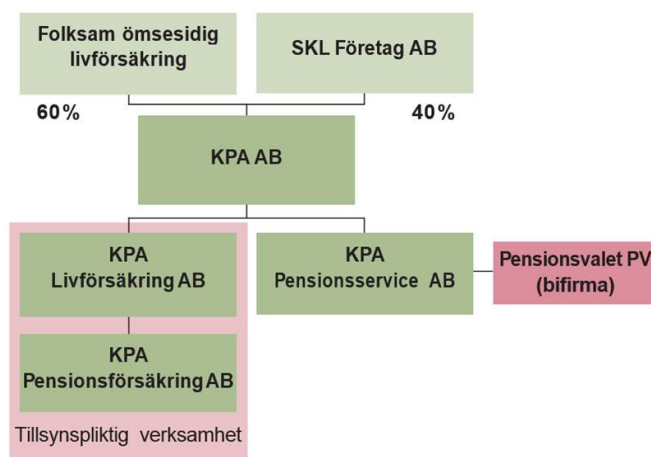 Folksam ömsesidig
livförsäkring
SKL Företag AB
60%
40%
KPA AB
KPA
Livförsäkring AB
KPA
Pensionsservice AB
Pensionsvalet PV
(bifirma)
KPA
Pensionsförsäkring AB
Tillsynspliktig verksamhet